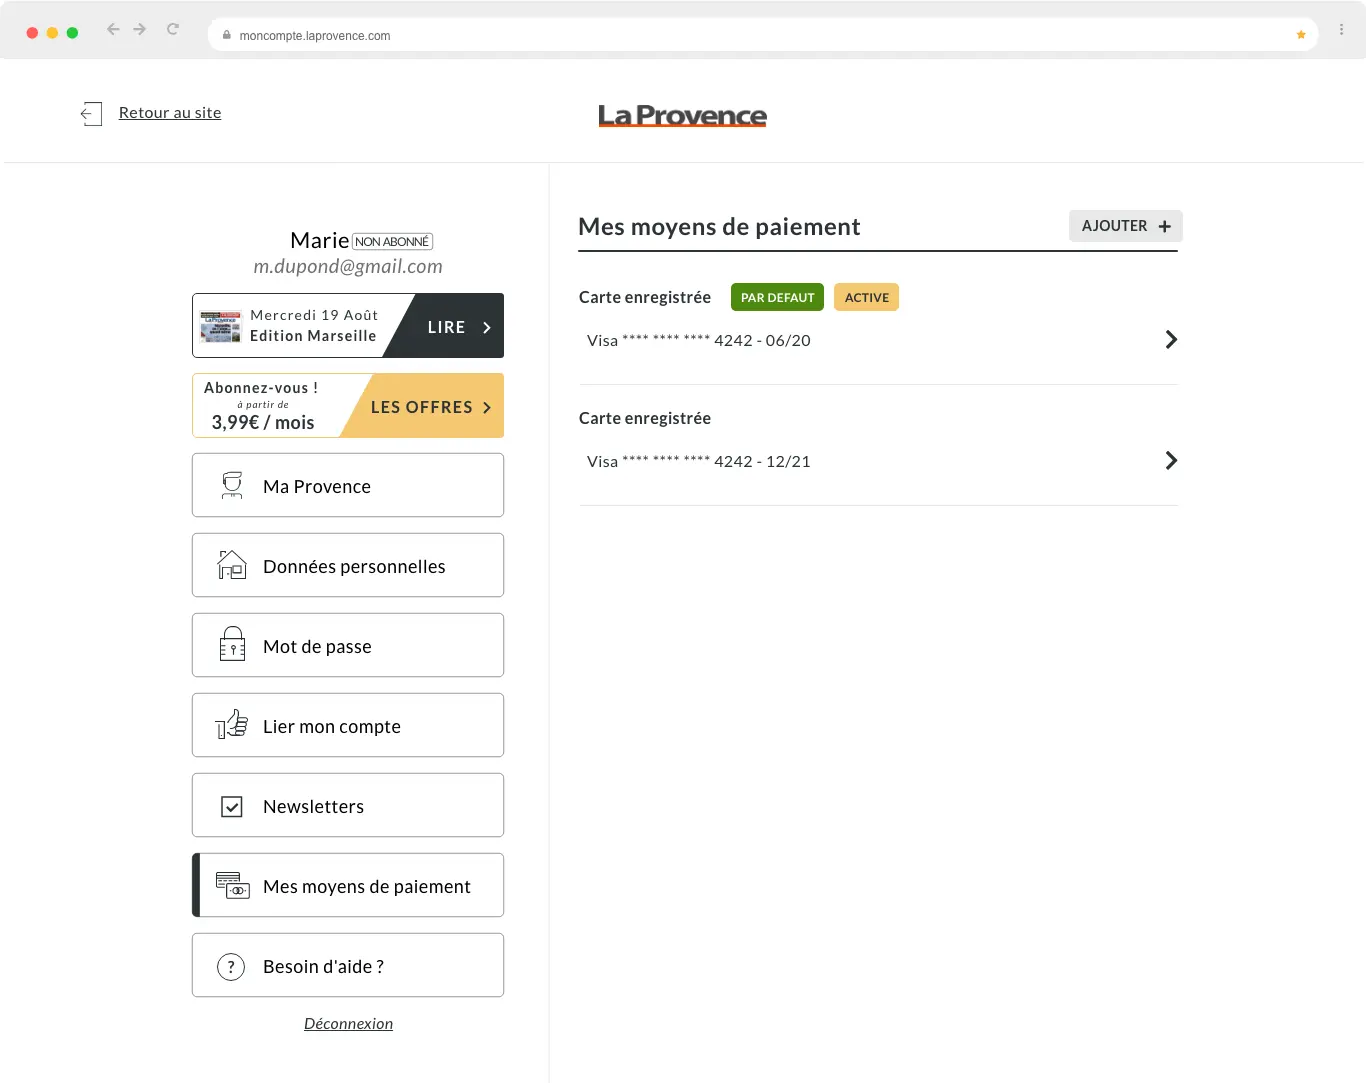 moncompte.laprovence.com
Retour au site
La Provence
Marie NON ABONNÉ
m.dupond@gmail.com
Mercredi 19 Août
Edition Marseille
LIRE
Abonnez-vous !
à partir de
3,99€ / mois
LES OFFRES
Ma Provence
Données personnelles
Mot de passe
Lier mon compte
Newsletters
Mes moyens de paiement
? Besoin d'aide ?
Déconnexion
Mes moyens de paiement
AJOUTER +
Carte enregistrée PAR DEFAUT ACTIVE
Visa **** **** **** 4242 - 06/20
Carte enregistrée
Visa **** **** **** 4242 - 12/21